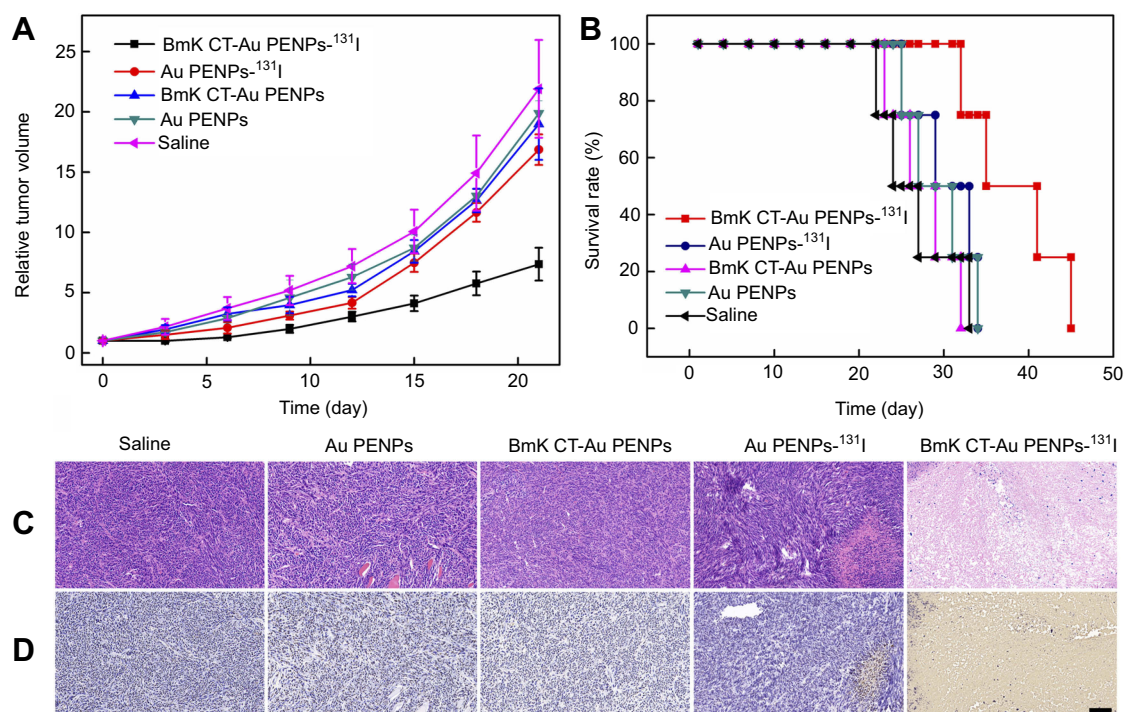 A
BmK CT-Au PENPs-¹³¹I
Au PENPs-¹³¹I
BmK CT-Au PENPs
Au PENPs
Saline
Relative tumor volume
25
20
15
10
5
0
0 5 10 15 20
Time (day)
B
BmK CT-Au PENPs-¹³¹I
Au PENPs-¹³¹I
BmK CT-Au PENPs
Au PENPs
Saline
Survival rate (%)
100
80
60
40
20
0
0 10 20 30 40 50
Time (day)
Saline Au PENPs BmK CT-Au PENPs Au PENPs-¹³¹I BmK CT-Au PENPs-¹³¹I
C
D